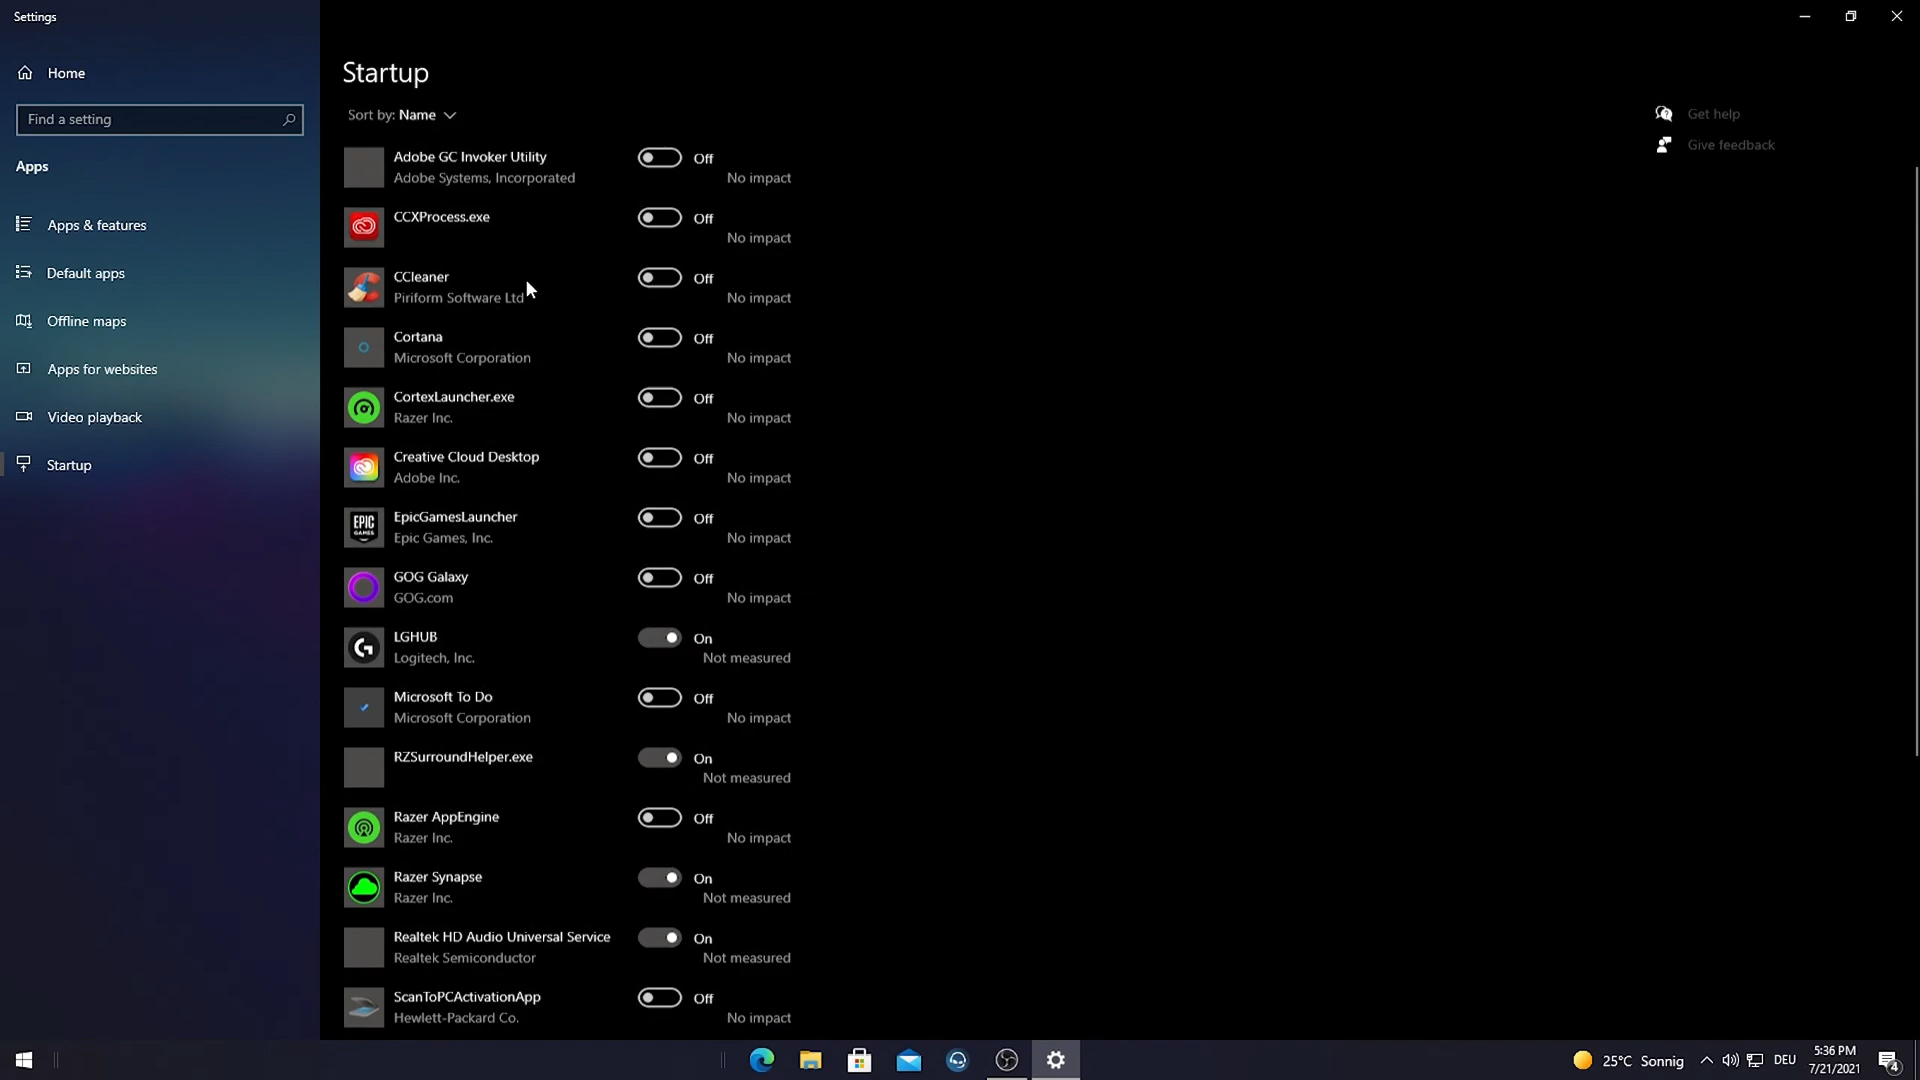 Settings
Home
Find a setting
Apps
Apps & features
Default apps
Offline maps
Apps for websites
Video playback
Startup
Startup
Sort by: Name
Get help
Give feedback
Adobe GC Invoker Utility
Off
Adobe Systems, Incorporated
No impact
CCXProcess.exe
Off
No impact
CCleaner
Off
Piriform Software Ltd
No impact
Cortana
Off
Microsoft Corporation
No impact
CortexLauncher.exe
Off
Razer Inc.
No impact
Creative Cloud Desktop
Off
Adobe Inc.
No impact
EPIC
GAMES
EpicGamesLauncher
Off
Epic Games, Inc.
No impact
GOG Galaxy
Off
GOG.com
No impact
LGHUB
On
Logitech, Inc.
Not measured
Microsoft To Do
Off
Microsoft Corporation
No impact
RZSurroundHelper.exe
On
Not measured
Razer AppEngine
Off
Razer Inc.
No impact
Razer Synapse
On
Razer Inc.
Not measured
Realtek HD Audio Universal Service
On
Realtek Semiconductor
Not measured
ScanToPCActivationApp
Off
Hewlett-Packard Co.
No impact
25°C Sonnig
DEU
5:36 PM
7/21/2021
4